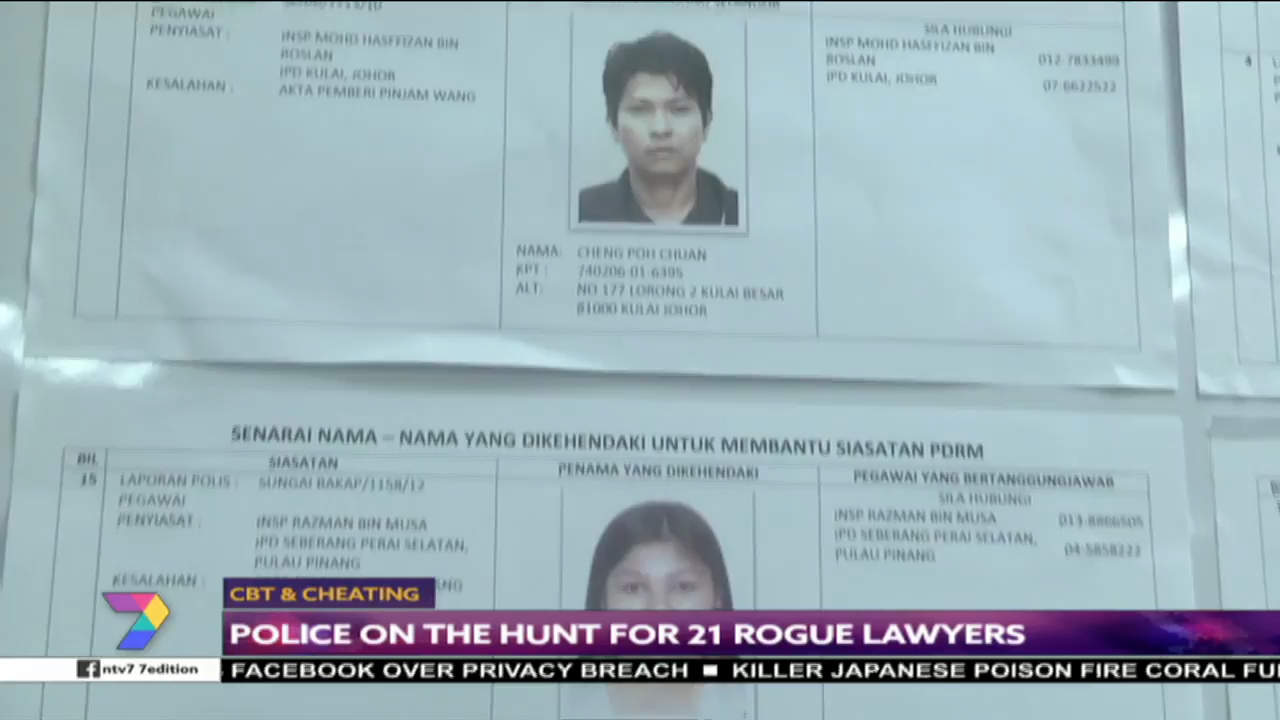 PEGAWAI
PENYIASAT :
INSP MOHD HASFFIZAN BIN
ROSLAN
IPD KULAI, JOHOR
KESALAHAN :
AKTA PEMBERI PINJAM WANG
SILA HUBUNGI
INSP MOHD HASFFIZAN BIN
ROSLAN
012-7833499
IPD KULAI, JOHOR
07-6622522
4
NAMA: CHENG POH CHUAN
KPT : 740206-01-6395
ALT: NO 177 LORONG 2 KULAI BESAR
81000 KULAI JOHOR
SENARAI NAMA – NAMA YANG DIKEHENDAKI UNTUK MEMBANTU SIASATAN PDRM
BIL
SIASATAN
PENAMA YANG DIKEHENDAKI
PEGAWAI YANG BERTANGGUNGJAWAB
SILA HUBUNGI
15
LAPORAN POLIS : SUNGAI BAKAP/1158/12
PEGAWAI
PENYIASAT :
INSP RAZMAN BIN MUSA
IPD SEBERANG PERAI SELATAN,
PULAU PINANG
KESALAHAN :
INSP RAZMAN BIN MUSA
013-8866505
IPD SEBERANG PERAI SELATAN,
PULAU PINANG
04-5858222
CBT & CHEATING
7
POLICE ON THE HUNT FOR 21 ROGUE LAWYERS
ntv7 7edition
FACEBOOK OVER PRIVACY BREACH ■ KILLER JAPANESE POISON FIRE CORAL FU